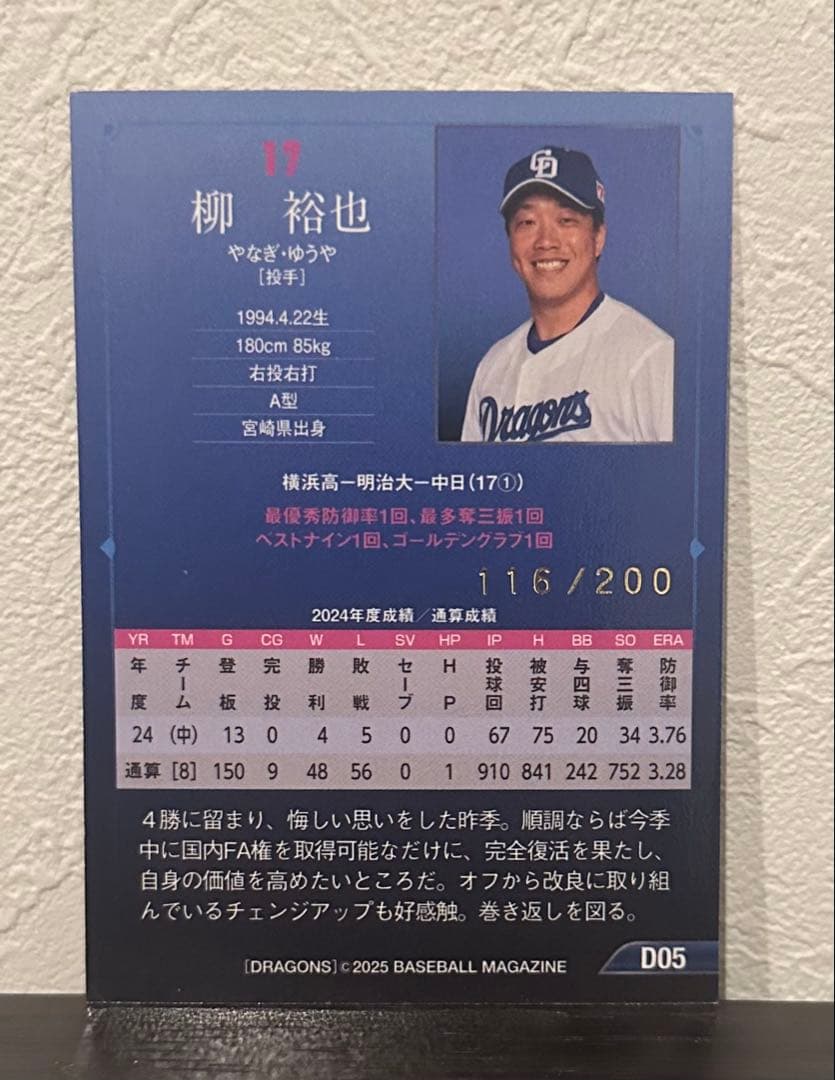 17
柳 裕也
やなぎ・ゆうや
[投手]
1994.4.22生
180cm 85kg
右投右打
A型
宮崎県出身
CD
Dragons
横浜高ー明治大ー中日(17①)
最優秀防御率1回、最多奪三振1回
ベストナイン1回、ゴールデングラブ1回
116/200
2024年度成績/通算成績
YR TM G CG W L SV HP IP H BB SO ERA
年度 チーム 登板 完投 勝利 敗戦 セーブ HP 投球回 被安打 与四球 奪三振 防御率
24 (中) 13 0 4 5 0 0 67 75 20 34 3.76
通算 [8] 150 9 48 56 0 1 910 841 242 752 3.28
4勝に留まり、悔しい思いをした昨季。順調ならば今季
中に国内FA権を取得可能なだけに、完全復活を果たし、
自身の価値を高めたいところだ。オフから改良に取り組
んでいるチェンジアップも好感触。巻き返しを図る。
[DRAGONS]©2025 BASEBALL MAGAZINE
D05